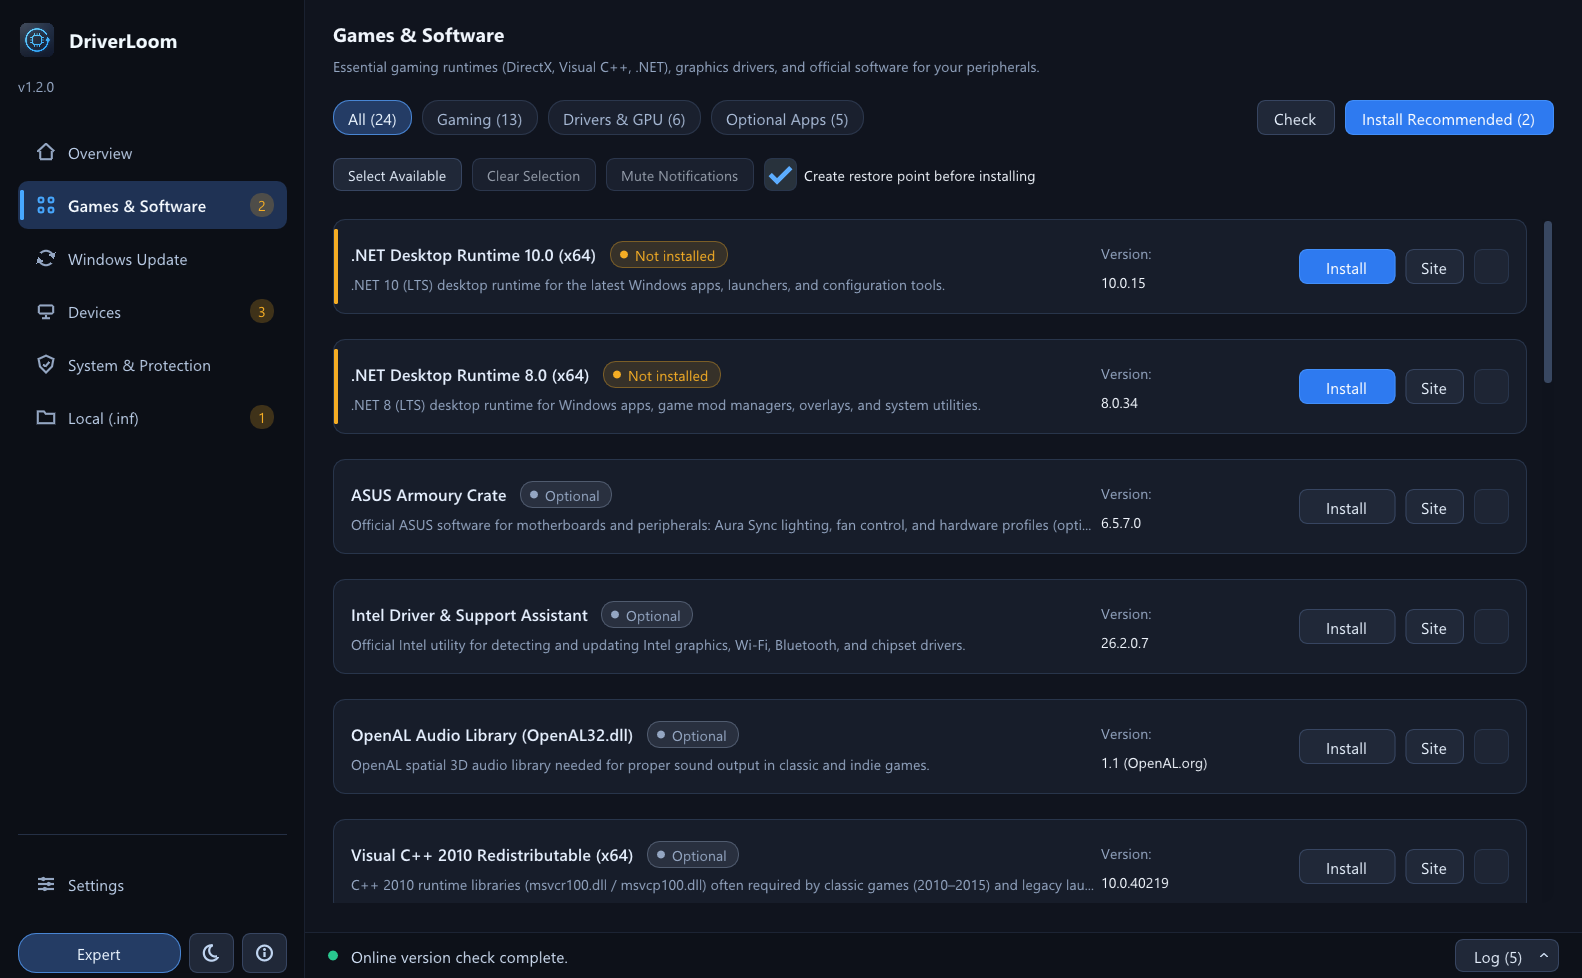 DriverLoom
v1.2.0
Overview
Games & Software 2
Windows Update
Devices 3
System & Protection
Local (.inf) 1
Settings
Expert
Games & Software
Essential gaming runtimes (DirectX, Visual C++, .NET), graphics drivers, and official software for your peripherals.
All (24) Gaming (13) Drivers & GPU (6) Optional Apps (5) Check Install Recommended (2)
Select Available Clear Selection Mute Notifications Create restore point before installing
.NET Desktop Runtime 10.0 (x64) Not installed
.NET 10 (LTS) desktop runtime for the latest Windows apps, launchers, and configuration tools.
Version:
10.0.15
Install Site
.NET Desktop Runtime 8.0 (x64) Not installed
.NET 8 (LTS) desktop runtime for Windows apps, game mod managers, overlays, and system utilities.
Version:
8.0.34
Install Site
ASUS Armoury Crate Optional
Official ASUS software for motherboards and peripherals: Aura Sync lighting, fan control, and hardware profiles (opti...
Version:
6.5.7.0
Install Site
Intel Driver & Support Assistant Optional
Official Intel utility for detecting and updating Intel graphics, Wi-Fi, Bluetooth, and chipset drivers.
Version:
26.2.0.7
Install Site
OpenAL Audio Library (OpenAL32.dll) Optional
OpenAL spatial 3D audio library needed for proper sound output in classic and indie games.
Version:
1.1 (OpenAL.org)
Install Site
Visual C++ 2010 Redistributable (x64) Optional
C++ 2010 runtime libraries (msvcr100.dll / msvcp100.dll) often required by classic games (2010–2015) and legacy lau...
Version:
10.0.40219
Install Site
Online version check complete.
Log (5)